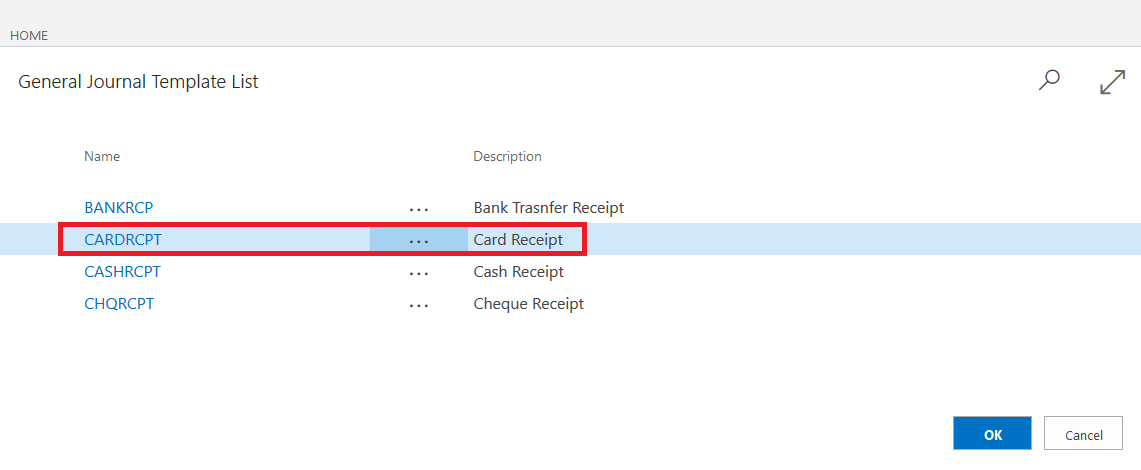 HOME
General Journal Template List
Name Description
BANKRCP ... Bank Trasnfer Receipt
CARDRCPT ... Card Receipt
CASHRCPT ... Cash Receipt
CHQRCPT ... Cheque Receipt
OK Cancel